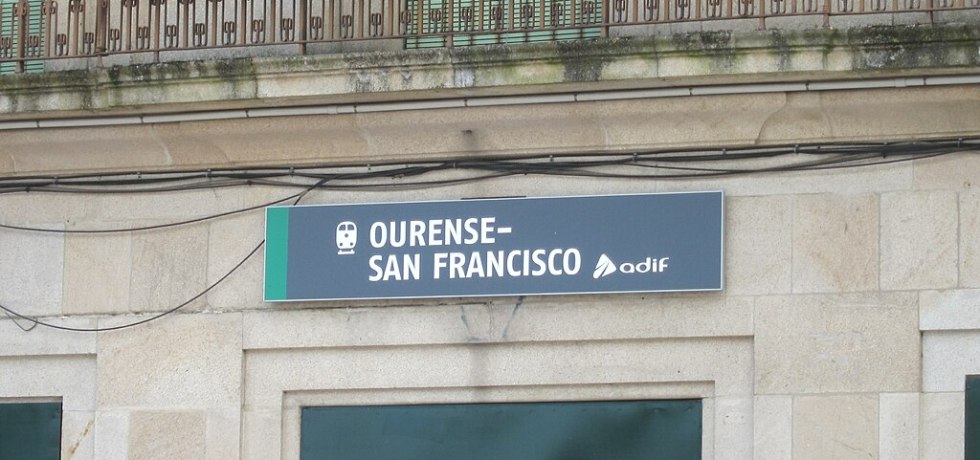 OURENSE-
SAN FRANCISCO adif